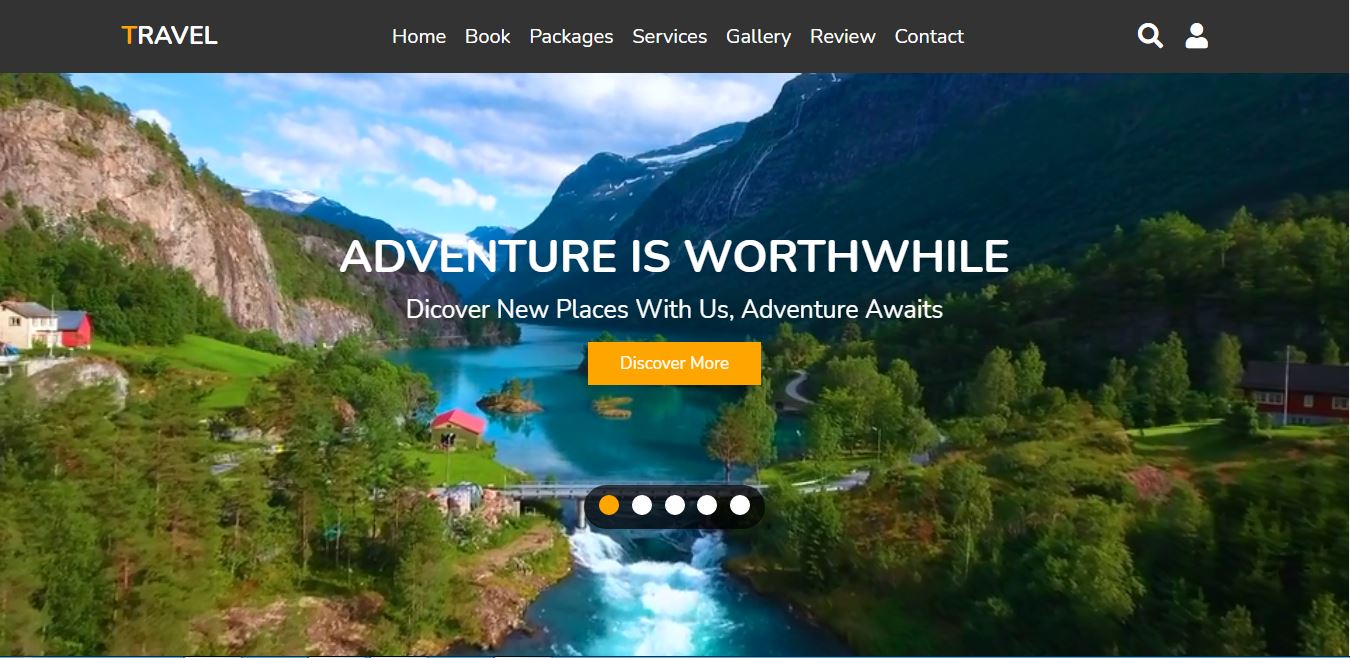 TRAVEL
Home Book Packages Services Gallery Review Contact
ADVENTURE IS WORTHWHILE
Dicover New Places With Us, Adventure Awaits
Discover More